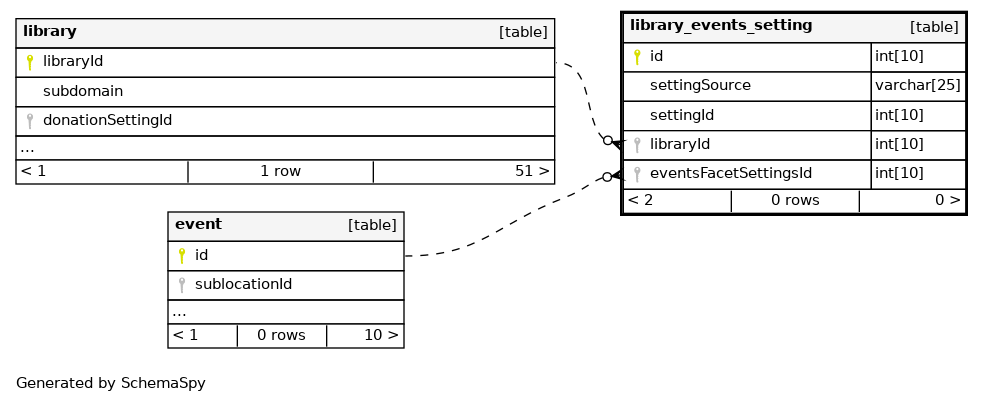 library [table]
libraryId
subdomain
donationSettingId
...
< 1 1 row 51 >
library_events_setting [table]
id int[10]
settingSource varchar[25]
settingId int[10]
libraryId int[10]
eventsFacetSettingsId int[10]
< 2 0 rows 0 >
event [table]
id
sublocationId
...
< 1 0 rows 10 >
Generated by SchemaSpy